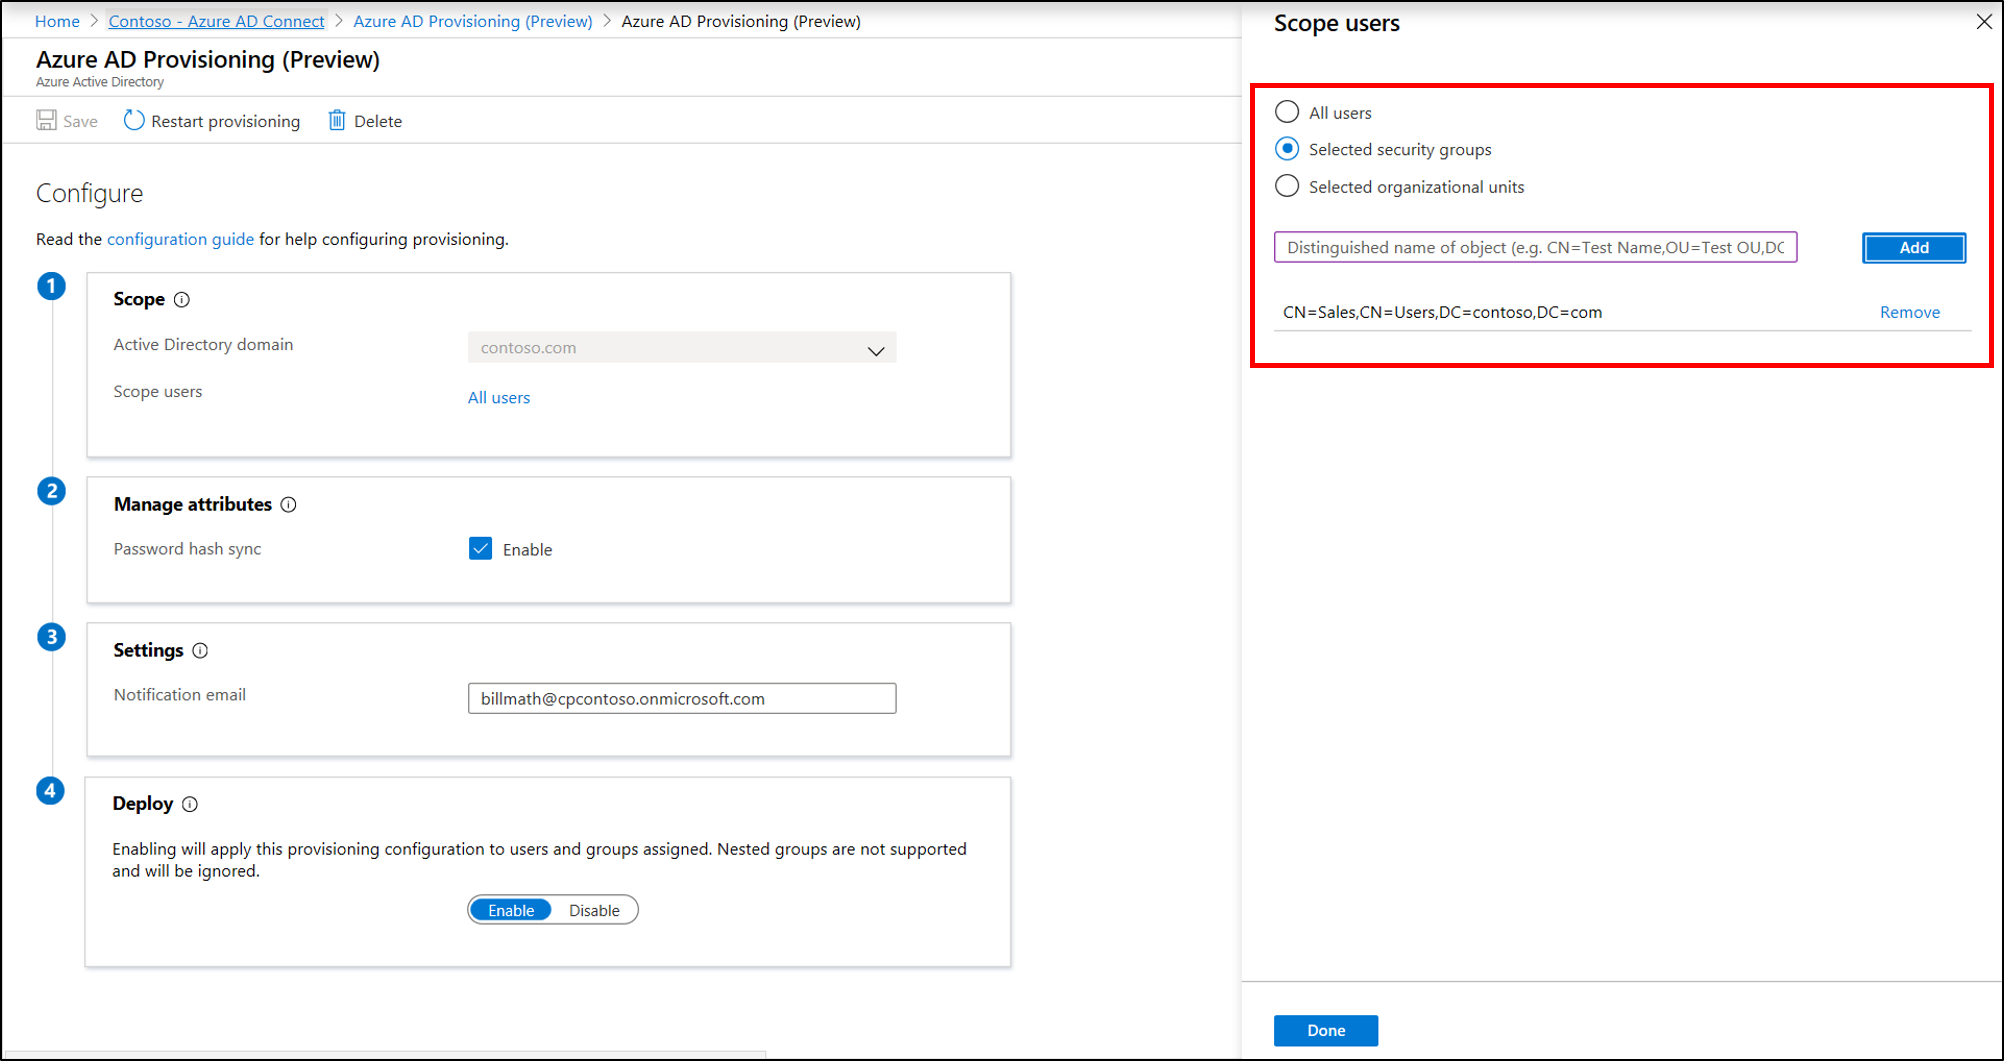 Home > Contoso - Azure AD Connect > Azure AD Provisioning (Preview) > Azure AD Provisioning (Preview)
Azure AD Provisioning (Preview)
Azure Active Directory
Save Restart provisioning Delete
Configure
Read the configuration guide for help configuring provisioning.
1
Scope
Active Directory domain contoso.com
Scope users All users
2
Manage attributes
Password hash sync Enable
3
Settings
Notification email billmath@cpcontoso.onmicrosoft.com
4
Deploy
Enabling will apply this provisioning configuration to users and groups assigned. Nested groups are not supported
and will be ignored.
Enable Disable
Scope users
All users
Selected security groups
Selected organizational units
Distinguished name of object (e.g. CN=Test Name,OU=Test OU,DC Add
CN=Sales,CN=Users,DC=contoso,DC=com Remove
Done